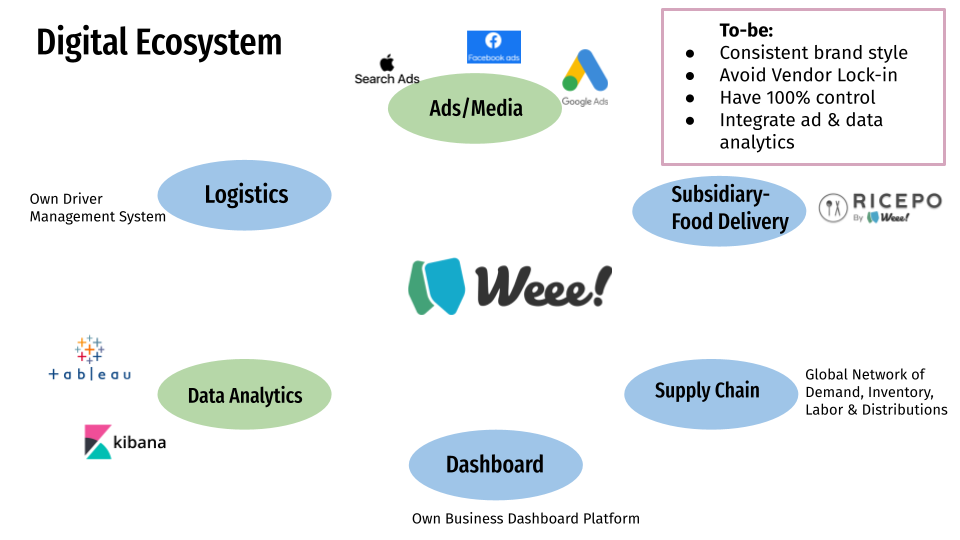 Digital Ecosystem
To-be:
● Consistent brand style
● Avoid Vendor Lock-in
● Have 100% control
● Integrate ad & data
analytics
Search Ads
Facebook ads
Google Ads
Ads/Media
Own Driver
Management System
Logistics
Subsidiary-
Food Delivery
RICEPO
By Weee!
Weee!
+ableau
kibana
Data Analytics
Supply Chain
Global Network of
Demand, Inventory,
Labor & Distributions
Dashboard
Own Business Dashboard Platform